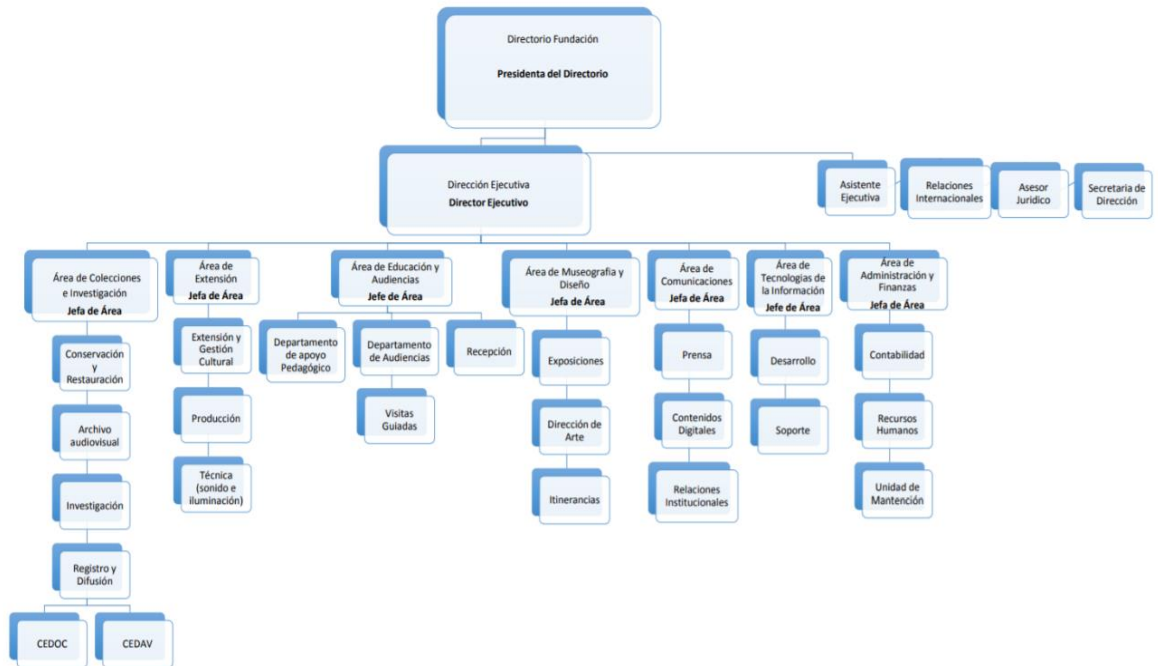 Directorio Fundación
Presidenta del Directorio
Dirección Ejecutiva
Director Ejecutivo
Asistente
Ejecutiva
Relaciones
Internacionales
Asesor
Juridico
Secretaria de
Dirección
Área de Colecciones
e Investigación
Jefa de Área
Área de
Extensión
Jefa de Área
Área de Educación y
Audiencias
Jefe de Área
Área de Museografia y
Diseño
Jefa de Área
Área de
Comunicaciones
Jefa de Área
Área de
Tecnologias de
la Información
Jefe de Área
Área de
Administración y
Finanzas
Jefa de Área
Conservación
y
Restauración
Archivo
audiovisual
Investigación
Registro y
Difusión
CEDOC
CEDAV
Extensión y
Gestión
Cultural
Producción
Técnica
(sonido e
iluminación)
Departamento
de apoyo
Pedagógico
Departamento
de Audiencias
Visitas
Guiadas
Recepción
Exposiciones
Dirección de
Arte
Itinerancias
Prensa
Contenidos
Digitales
Relaciones
Institucionales
Desarrollo
Soporte
Contabilidad
Recursos
Humanos
Unidad de
Mantención